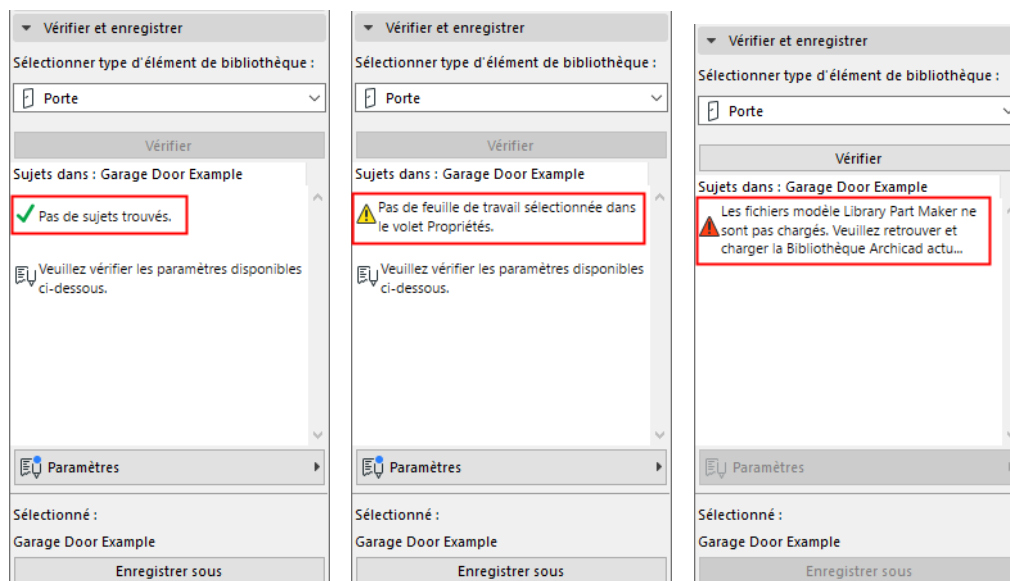 Vérifier et enregistrer
Sélectionner type d'élément de bibliothèque :
Porte
Vérifier
Sujets dans : Garage Door Example
Pas de sujets trouvés.
Veuillez vérifier les paramètres disponibles
ci-dessous.
Paramètres
Sélectionné :
Garage Door Example
Enregistrer sous
Vérifier et enregistrer
Sélectionner type d'élément de bibliothèque :
Porte
Vérifier
Sujets dans : Garage Door Example
Pas de feuille de travail sélectionnée dans
le volet Propriétés.
Veuillez vérifier les paramètres disponibles
ci-dessous.
Paramètres
Sélectionné :
Garage Door Example
Enregistrer sous
Vérifier et enregistrer
Sélectionner type d'élément de bibliothèque :
Porte
Vérifier
Sujets dans : Garage Door Example
Les fichiers modèle Library Part Maker ne
sont pas chargés. Veuillez retrouver et
charger la Bibliothèque Archicad actu...
Paramètres
Sélectionné :
Garage Door Example
Enregistrer sous